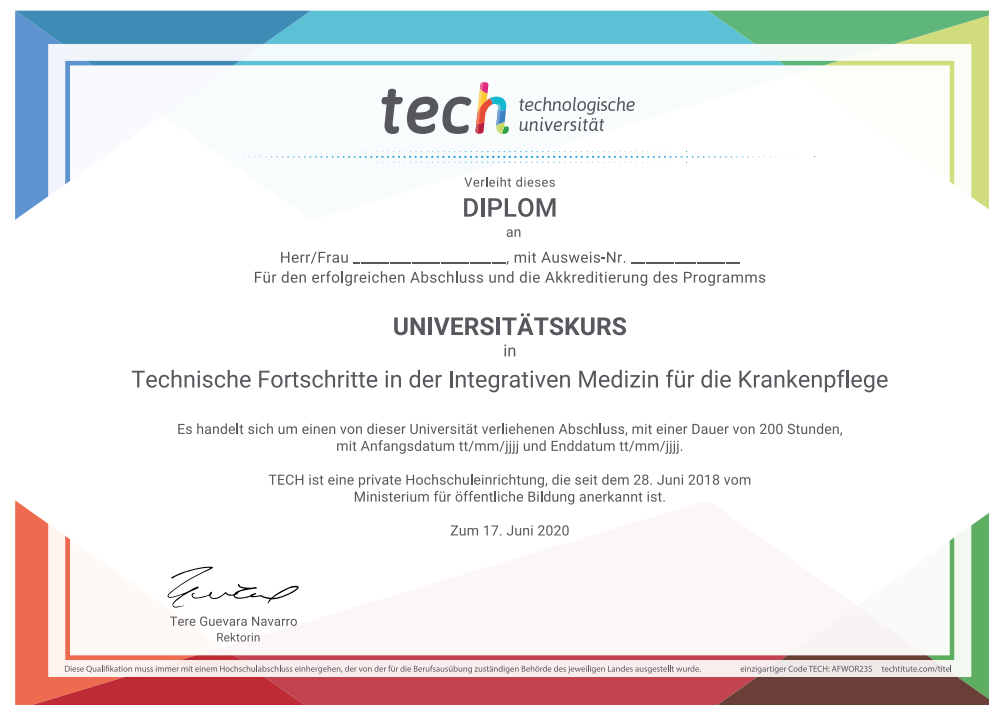 tech technologische
universität
Verleiht dieses
DIPLOM
an
Herr/Frau ____________________, mit Ausweis-Nr. ______________
Für den erfolgreichen Abschluss und die Akkreditierung des Programms
UNIVERSITÄTSKURS
in
Technische Fortschritte in der Integrativen Medizin für die Krankenpflege
Es handelt sich um einen von dieser Universität verliehenen Abschluss, mit einer Dauer von 200 Stunden,
mit Anfangsdatum tt/mm/jjjj und Enddatum tt/mm/jjjj.
TECH ist eine private Hochschuleinrichtung, die seit dem 28. Juni 2018 vom
Ministerium für öffentliche Bildung anerkannt ist.
Zum 17. Juni 2020
Tere Guevara Navarro
Rektorin
Diese Qualifikation muss immer mit einem Hochschulabschluss einhergehen, der von der für die Berufsausübung zuständigen Behörde des jeweiligen Landes ausgestellt wurde. einzigartiger Code TECH: AFWOR23S techtitute.com/titel